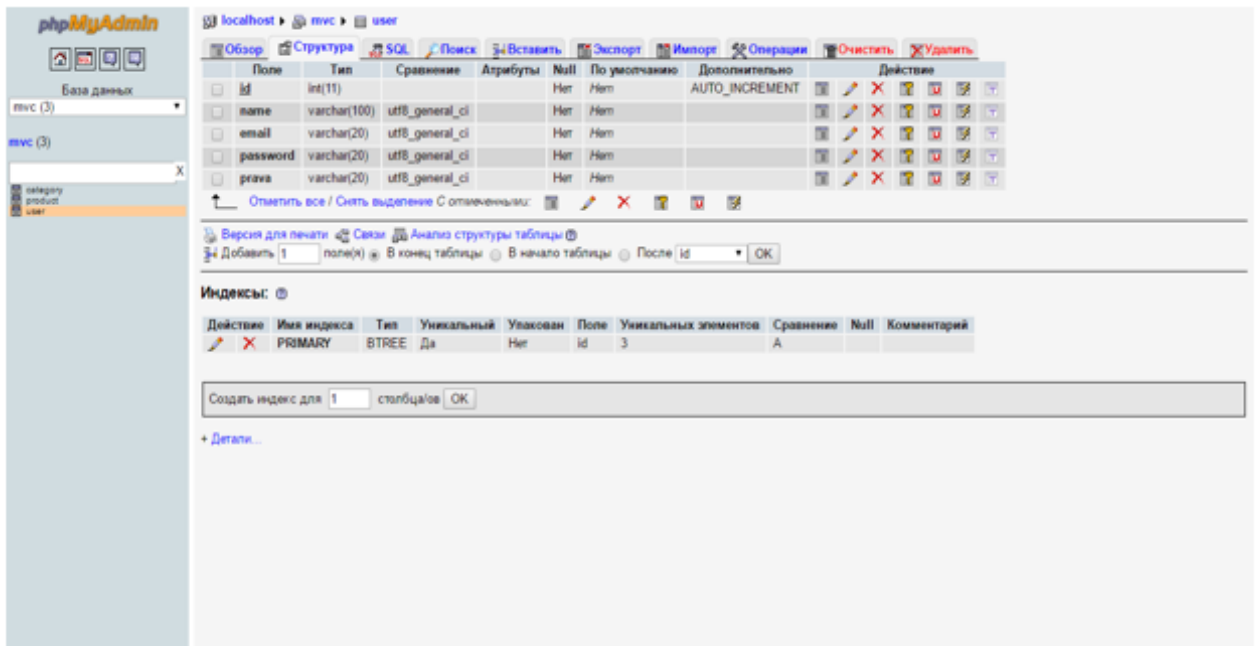 phpMyAdmin
База данных
mvc (3)
mvc (3)
X
category
product
user
localhost ▸ mvc ▸ user
Обзор Структура SQL Поиск Вставить Экспорт Импорт Операции Очистить Удалить
Поле Тип Сравнение Атрибуты Null По умолчанию Дополнительно Действие
id int(11) Нет Нет AUTO_INCREMENT
name varchar(100) utf8_general_ci Нет Нет
email varchar(20) utf8_general_ci Нет Нет
password varchar(20) utf8_general_ci Нет Нет
prava varchar(20) utf8_general_ci Нет Нет
Отметить все / Снять выделение С отмеченными:
Версия для печати Связи Анализ структуры таблицы
Добавить 1 поле(я) В конец таблицы В начало таблицы После id OK
Индексы:
Действие Имя индекса Тип Уникальный Упакован Поле Уникальных элементов Сравнение Null Комментарий
PRIMARY BTREE Да Нет id 3 A
Создать индекс для 1 столбца/ов OK
+ Детали...